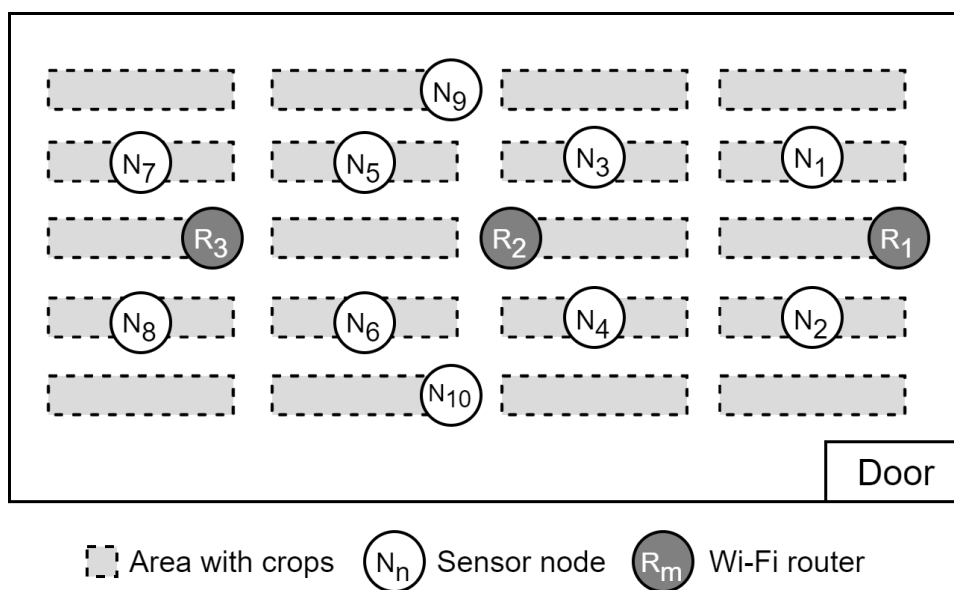 N9
N7 N5 N3 N1
R3 R2 R1
N8 N6 N4 N2
N10
Door
Area with crops Nn Sensor node Rm Wi-Fi router